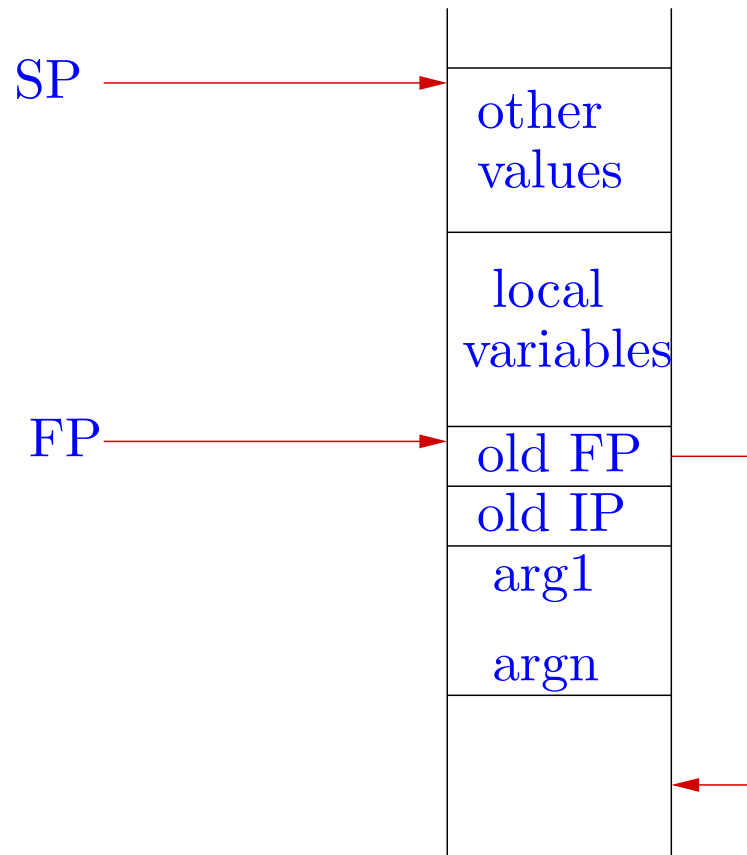 SP
other
values
local
variables
FP
old FP
old IP
arg1
argn